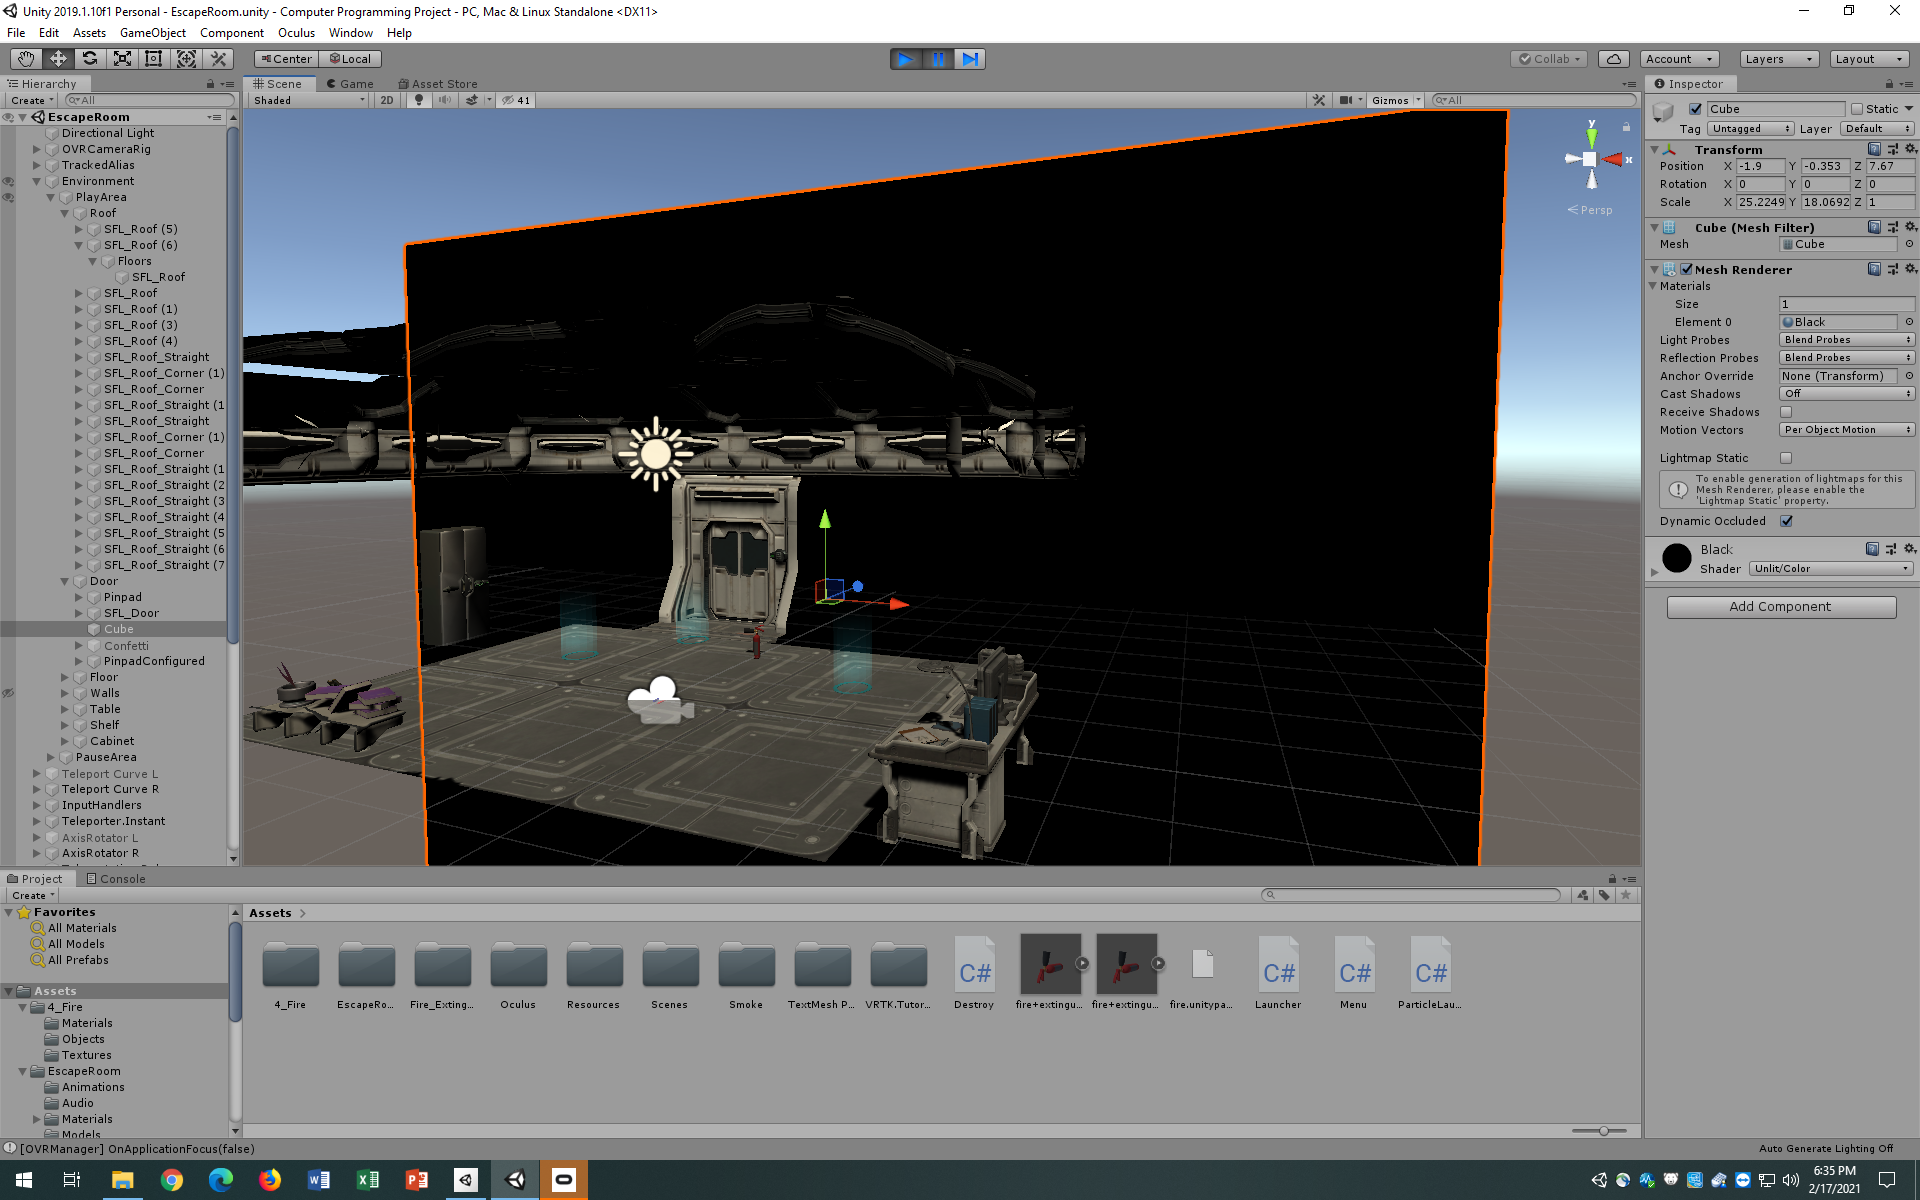 Unity 2019.1.10f1 Personal - EscapeRoom.unity - Computer Programming Project - PC, Mac & Linux Standalone <DX11>
File Edit Assets GameObject Component Oculus Window Help
Center Local Collab Account Layers Layout
Hierarchy
Create All
EscapeRoom
Directional Light
OVRCameraRig
TrackedAlias
Environment
PlayArea
Roof
SFL_Roof (5)
SFL_Roof (6)
Floors
SFL_Roof
SFL_Roof
SFL_Roof (1)
SFL_Roof (3)
SFL_Roof (4)
SFL_Roof_Straight
SFL_Roof_Corner (1)
SFL_Roof_Corner
SFL_Roof_Straight (1
SFL_Roof_Straight
SFL_Roof_Corner (1)
SFL_Roof_Corner
SFL_Roof_Straight (1
SFL_Roof_Straight (2
SFL_Roof_Straight (3
SFL_Roof_Straight (4
SFL_Roof_Straight (5
SFL_Roof_Straight (6
SFL_Roof_Straight (7
Door
Pinpad
SFL_Door
Cube
Confetti
PinpadConfigured
Floor
Walls
Table
Shelf
Cabinet
PauseArea
Teleport Curve L
Teleport Curve R
InputHandlers
Teleporter.Instant
AxisRotator L
AxisRotator R
Scene Game Asset Store
Shaded 2D 41 Gizmos All
y
x
Persp
Inspector
Cube Static
Tag Untagged Layer Default
Transform
Position X -1.9 Y -0.353 Z 7.67
Rotation X 0 Y 0 Z 0
Scale X 25.2249 Y 18.0692 Z 1
Cube (Mesh Filter)
Mesh Cube
Mesh Renderer
Materials
Size 1
Element 0 Black
Light Probes Blend Probes
Reflection Probes Blend Probes
Anchor Override None (Transform)
Cast Shadows Off
Receive Shadows
Motion Vectors Per Object Motion
Lightmap Static
To enable generation of lightmaps for this
Mesh Renderer, please enable the
'Lightmap Static' property.
Dynamic Occluded
Black
Shader Unlit/Color
Add Component
Project Console
Create
Favorites
All Materials
All Models
All Prefabs
Assets
4_Fire
Materials
Objects
Textures
EscapeRoom
Animations
Audio
Materials
Models
Assets
C# C# C# C#
4_Fire EscapeRo... Fire_Exting... Oculus Resources Scenes Smoke TextMesh P... VRTK.Tutor... Destroy fire+extingu... fire+extingu... fire.unitypa... Launcher Menu ParticleLau...
[OVRManager] OnApplicationFocus(false)
Auto Generate Lighting Off
6:35 PM
2/17/2021